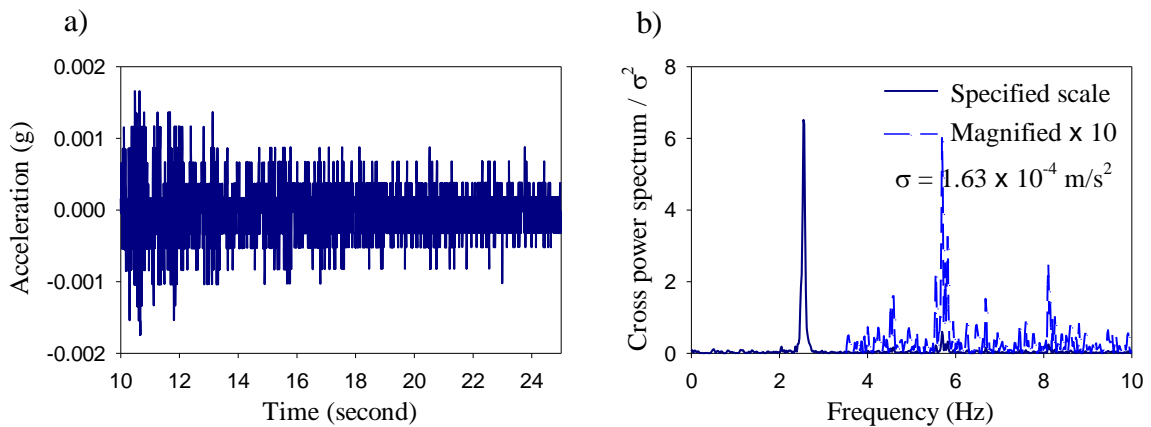 a)
0.002
0.001
0.000
-0.001
-0.002
Acceleration (g)
10 12 14 16 18 20 22 24
Time (second)
b)
8
6
4
2
0
Cross power spectrum / σ²
Specified scale
Magnified x 10
σ = 1.63 x 10⁻⁴ m/s²
0 2 4 6 8 10
Frequency (Hz)